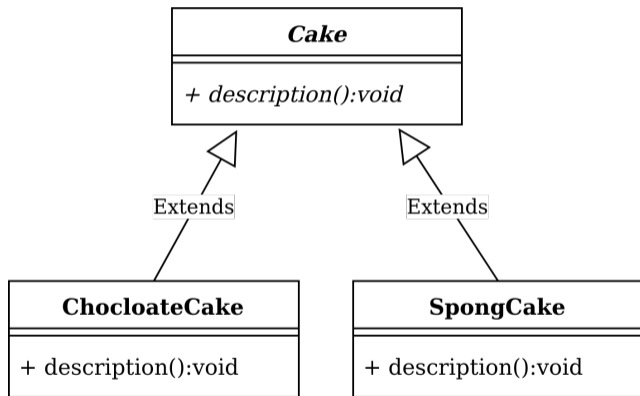 Cake
+ description():void
Extends
Extends
ChocloateCake
SpongCake
+ description():void
+ description():void